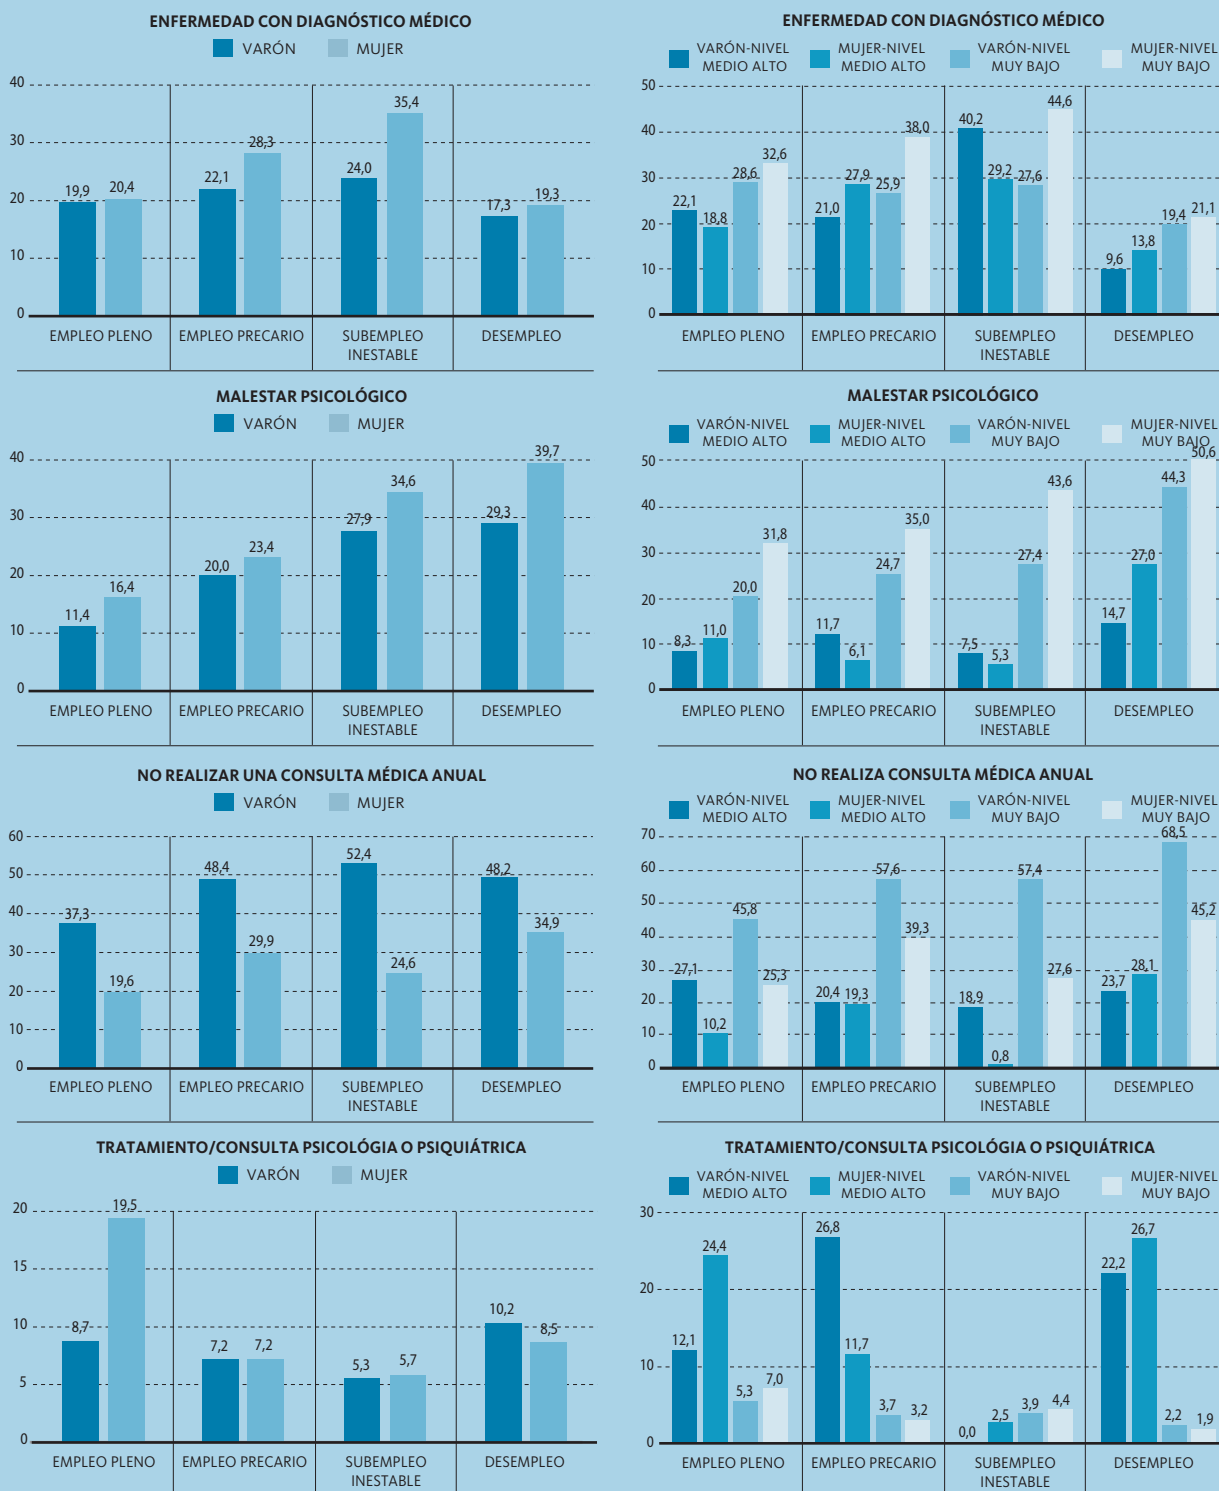 ENFERMEDAD CON DIAGNÓSTICO MÉDICO
VARÓN MUJER
40
30
20
10
0
19,9 20,4 22,1 28,3 24,0 35,4 17,3 19,3
EMPLEO PLENO EMPLEO PRECARIO SUBEMPLEO DESEMPLEO
INESTABLE
MALESTAR PSICOLÓGICO
VARÓN MUJER
40
30
20
10
0
11,4 16,4 20,0 23,4 27,9 34,6 29,3 39,7
EMPLEO PLENO EMPLEO PRECARIO SUBEMPLEO DESEMPLEO
INESTABLE
NO REALIZAR UNA CONSULTA MÉDICA ANUAL
VARÓN MUJER
60
50
40
30
20
10
0
37,3 19,6 48,4 29,9 52,4 24,6 48,2 34,9
EMPLEO PLENO EMPLEO PRECARIO SUBEMPLEO DESEMPLEO
INESTABLE
TRATAMIENTO/CONSULTA PSICOLÓGIA O PSIQUIÁTRICA
VARÓN MUJER
20
15
10
5
0
8,7 19,5 7,2 7,2 5,3 5,7 10,2 8,5
EMPLEO PLENO EMPLEO PRECARIO SUBEMPLEO DESEMPLEO
INESTABLE
ENFERMEDAD CON DIAGNÓSTICO MÉDICO
VARÓN-NIVEL MUJER-NIVEL VARÓN-NIVEL MUJER-NIVEL
MEDIO ALTO MEDIO ALTO MUY BAJO MUY BAJO
50
40
30
20
10
0
22,1 18,8 28,6 32,6 21,0 27,9 25,9 38,0 40,2 29,2 27,6 44,6 9,6 13,8 19,4 21,1
EMPLEO PLENO EMPLEO PRECARIO SUBEMPLEO DESEMPLEO
INESTABLE
MALESTAR PSICOLÓGICO
VARÓN-NIVEL MUJER-NIVEL VARÓN-NIVEL MUJER-NIVEL
MEDIO ALTO MEDIO ALTO MUY BAJO MUY BAJO
50
40
30
20
10
0
8,3 11,0 20,0 31,8 11,7 6,1 24,7 35,0 7,5 5,3 27,4 43,6 14,7 27,0 44,3 50,6
EMPLEO PLENO EMPLEO PRECARIO SUBEMPLEO DESEMPLEO
INESTABLE
NO REALIZA CONSULTA MÉDICA ANUAL
VARÓN-NIVEL MUJER-NIVEL VARÓN-NIVEL MUJER-NIVEL
MEDIO ALTO MEDIO ALTO MUY BAJO MUY BAJO
70
60
50
40
30
20
10
0
27,1 10,2 45,8 25,3 20,4 19,3 57,6 39,3 18,9 0,8 57,4 27,6 23,7 28,1 68,5 45,2
EMPLEO PLENO EMPLEO PRECARIO SUBEMPLEO DESEMPLEO
INESTABLE
TRATAMIENTO/CONSULTA PSICOLÓGIA O PSIQUIÁTRICA
VARÓN-NIVEL MUJER-NIVEL VARÓN-NIVEL MUJER-NIVEL
MEDIO ALTO MEDIO ALTO MUY BAJO MUY BAJO
30
20
10
0
12,1 24,4 5,3 7,0 26,8 11,7 3,7 3,2 0,0 2,5 3,9 4,4 22,2 26,7 2,2 1,9
EMPLEO PLENO EMPLEO PRECARIO SUBEMPLEO DESEMPLEO
INESTABLE